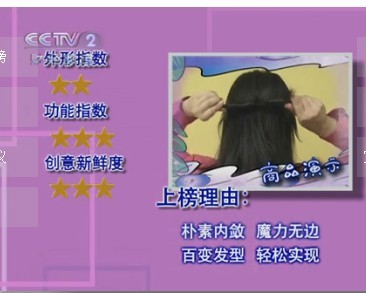 CCTV 2
外形指数
功能指数
创意新鲜度
商品演示
上榜理由：
朴素内敛 魔力无边
百变发型 轻松实现